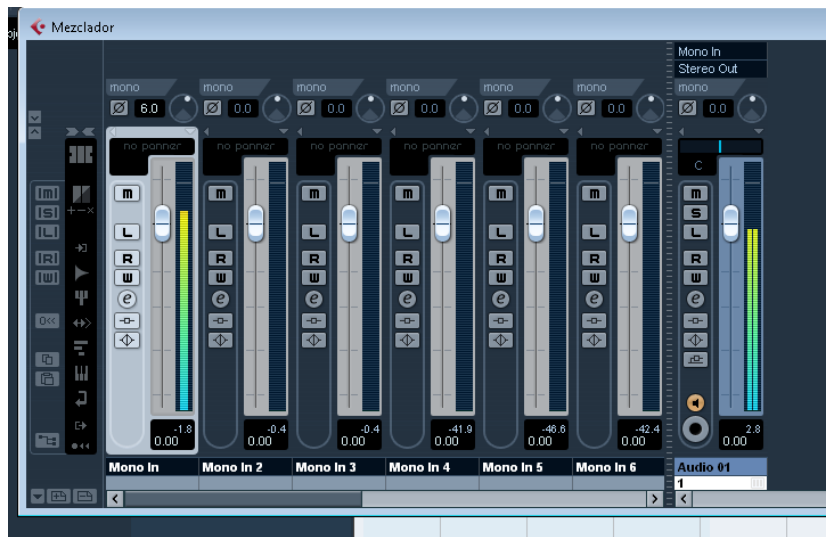 Mezclador
Mono In
Stereo Out
mono mono mono mono mono mono mono
6.0 0.0 0.0 0.0 0.0 0.0 0.0
no panner no panner no panner no panner no panner no panner
C
m m m m m m m
S
L L L L L L L
R R R R R R R
W W W W W W W
e e e e e e e
[m]
[S]
[L]
[R]
[W]
0<<
-1.8 -0.4 -0.4 -41.9 -46.6 -42.4 2.8
0.00 0.00 0.00 0.00 0.00 0.00 0.00
Mono In Mono In 2 Mono In 3 Mono In 4 Mono In 5 Mono In 6 Audio 01
1